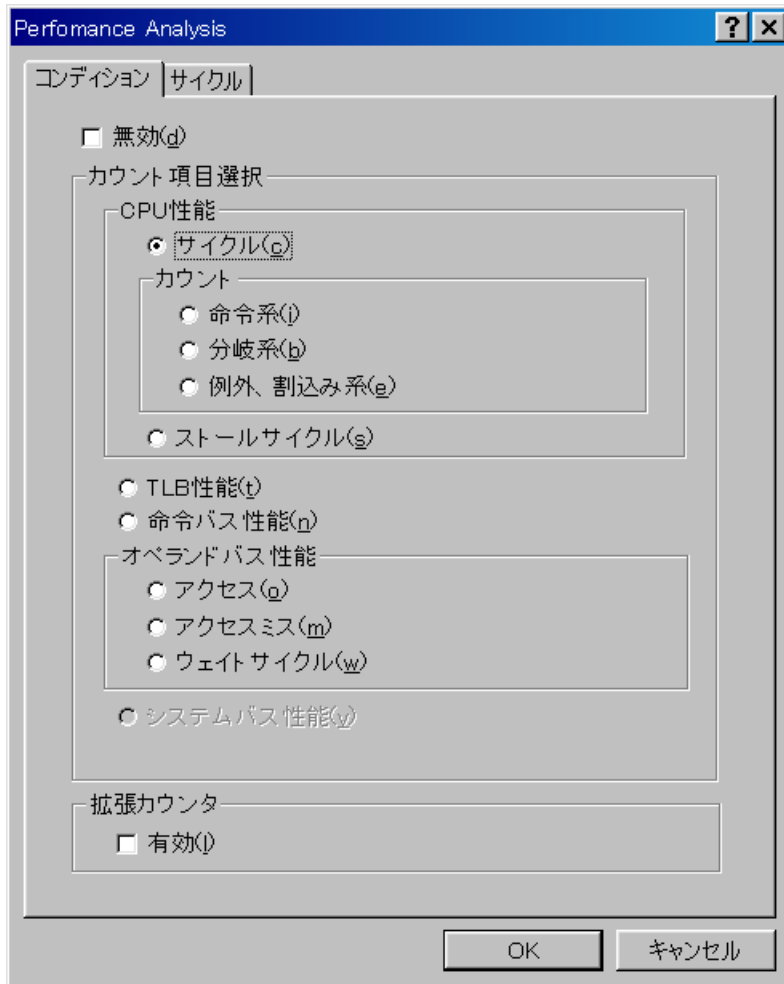 Perfomance Analysis
コンディション サイクル
無効(d)
カウント項目選択
CPU性能
サイクル(c)
カウント
命令系(i)
分岐系(b)
例外、割込み系(e)
ストールサイクル(s)
TLB性能(t)
命令バス性能(n)
オペランドバス性能
アクセス(o)
アクセスミス(m)
ウェイトサイクル(w)
システムバス性能(y)
拡張カウンタ
有効(l)
OK キャンセル